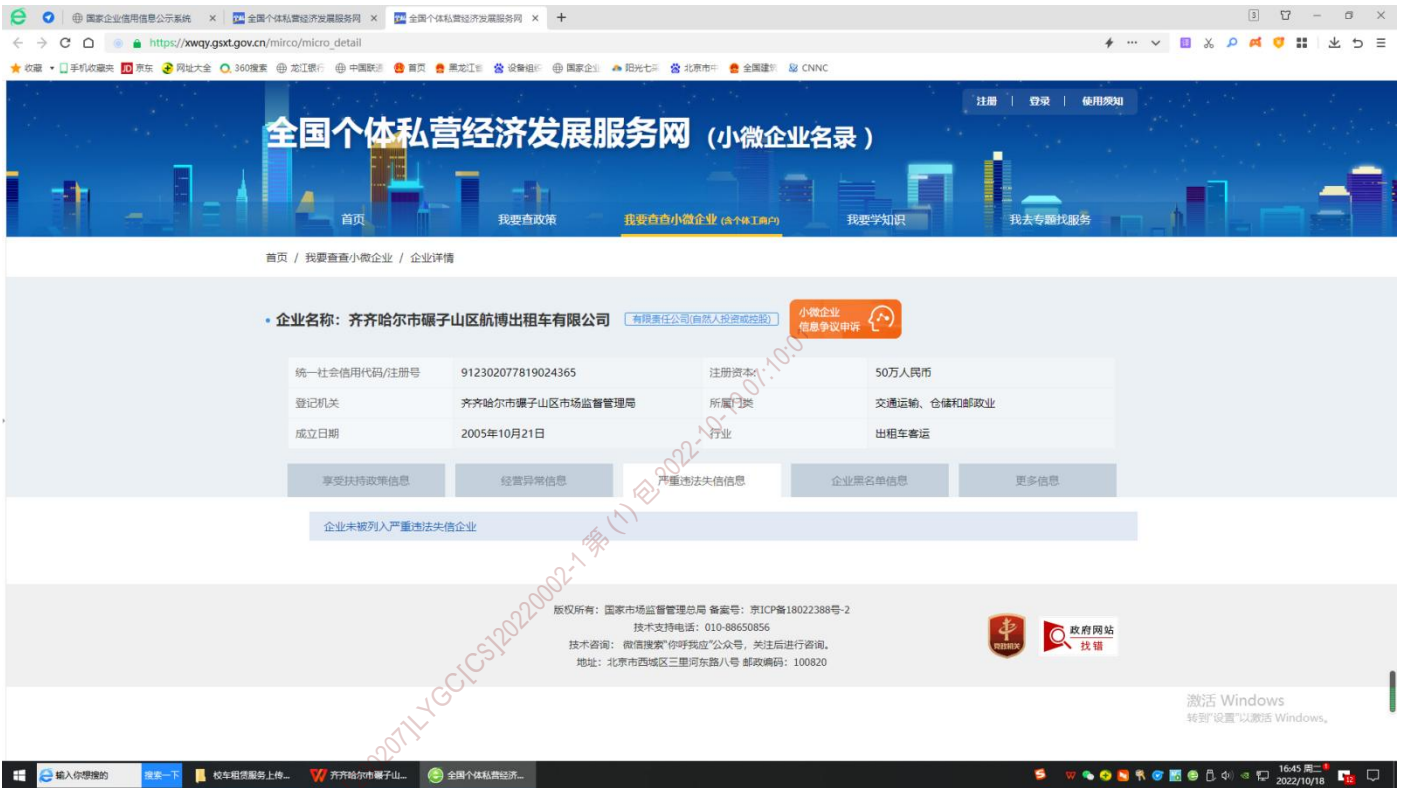 国家企业信用信息公示系统 × 全国个体私营经济发展服务网 × 全国个体私营经济发展服务网 × +
https://xwqy.gsxt.gov.cn/mirco/micro_detail
收藏 手机收藏夹 JD 京东 网址大全 360搜索 龙江银行 中国联通 首页 黑龙江省 设备组织 国家企业 阳光七星 北京市中 全国建筑 CNNC
注册 | 登录 | 使用须知
全国个体私营经济发展服务网 (小微企业名录)
首页 我要查政策 我要查查小微企业 (含个体工商户) 我要学知识 我去专题找服务
首页 / 我要查查小微企业 / 企业详情
• 企业名称：齐齐哈尔市碾子山区航博出租车有限公司 有限责任公司(自然人投资或控股) 小微企业
信息争议申诉
统一社会信用代码/注册号 912302077819024365 注册资本: 50万人民币
登记机关 齐齐哈尔市碾子山区市场监督管理局 所属门类 交通运输、仓储和邮政业
成立日期 2005年10月21日 行业 出租车客运
享受扶持政策信息 经营异常信息 严重违法失信信息 企业黑名单信息 更多信息
企业未被列入严重违法失信企业
版权所有：国家市场监督管理总局 备案号：京ICP备18022388号-2
技术支持电话：010-88650856
技术咨询： 微信搜索“你呼我应”公众号，关注后进行咨询。
地址：北京市西城区三里河东路八号 邮政编码：100820
党政机关
政府网站
找错
0207]LYGC[CS]20220002-1 第 (1) 包 2022-10-19 07:10:01
激活 Windows
转到"设置"以激活 Windows。
输入你想搜的 搜索一下 校车租赁服务上传... 齐齐哈尔市碾子山... 全国个体私营经济... 16:45 周二
2022/10/18 12